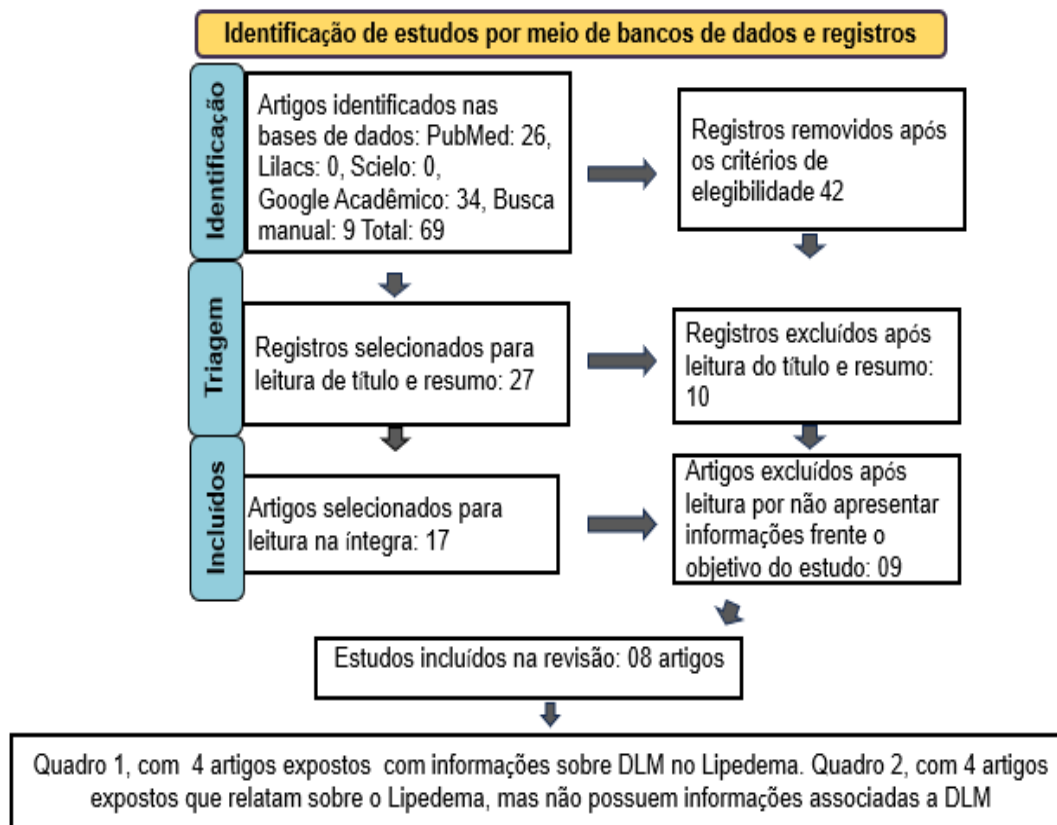 Identificação de estudos por meio de bancos de dados e registros
Identificação
Artigos identificados nas
bases de dados: PubMed: 26,
Lilacs: 0, Scielo: 0,
Google Acadêmico: 34, Busca
manual: 9 Total: 69
Registros removidos após
os critérios de
elegibilidade 42
Triagem
Registros selecionados para
leitura de título e resumo: 27
Registros excluídos após
leitura do título e resumo:
10
Incluídos
Artigos selecionados para
leitura na íntegra: 17
Artigos excluídos após
leitura por não apresentar
informações frente o
objetivo do estudo: 09
Estudos incluídos na revisão: 08 artigos
Quadro 1, com 4 artigos expostos com informações sobre DLM no Lipedema. Quadro 2, com 4 artigos
expostos que relatam sobre o Lipedema, mas não possuem informações associadas a DLM